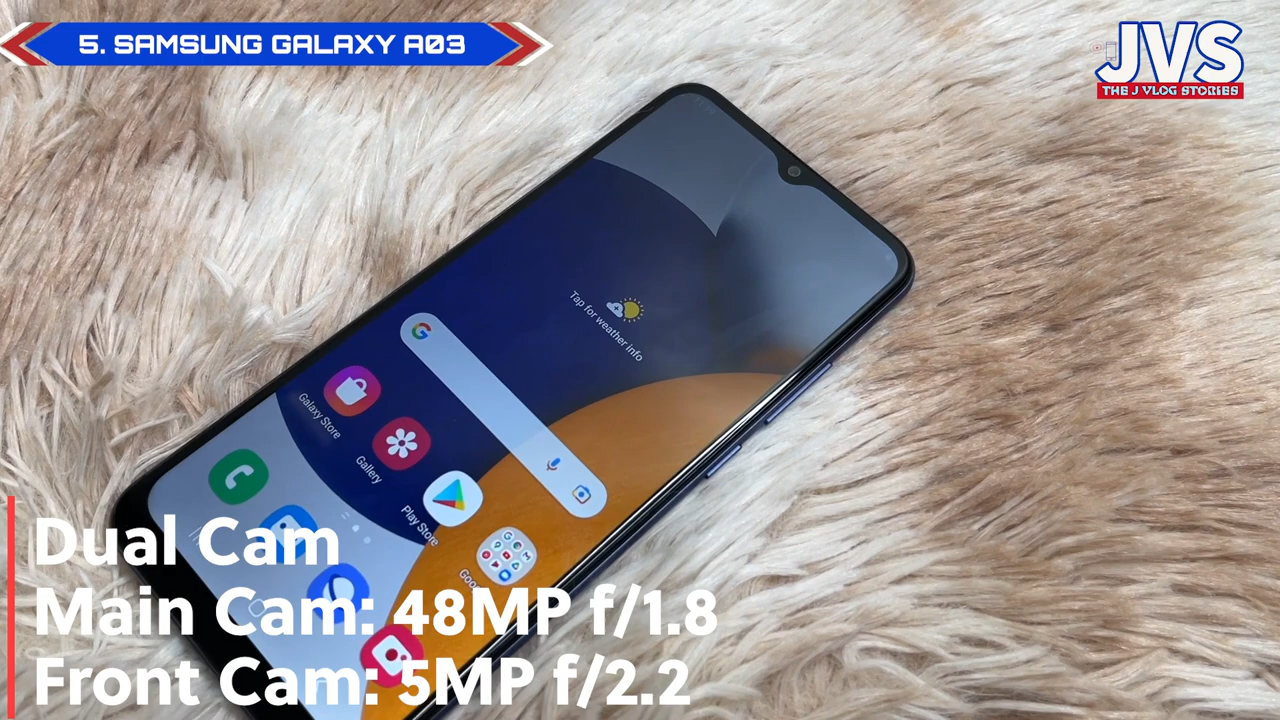 5. SAMSUNG GALAXY A03
JVS
THE J VLOG STORIES
Tap for weather info
G
Galaxy Store
Gallery
Play Store
Dual Cam
Main Cam: 48MP f/1.8
Front Cam: 5MP f/2.2